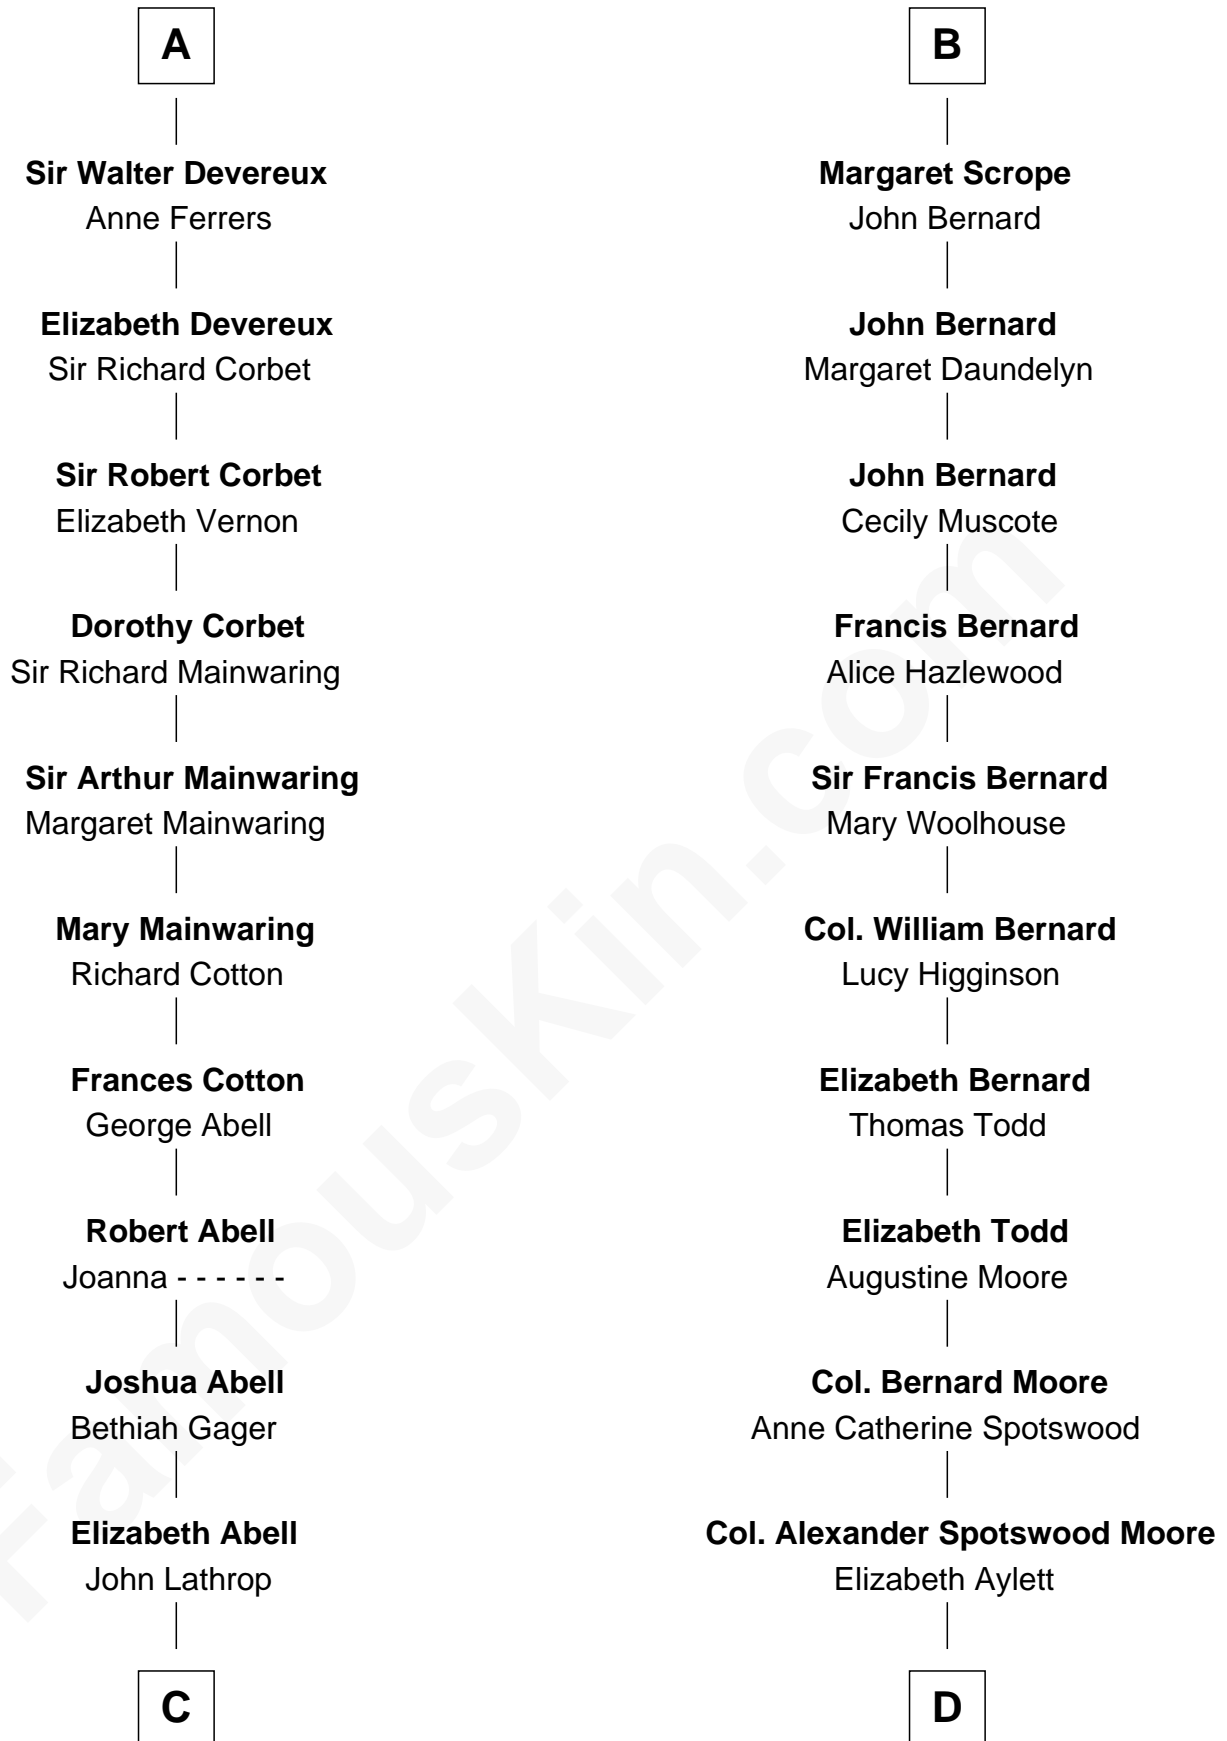 A
Sir Walter Devereux
Anne Ferrers
Elizabeth Devereux
Sir Richard Corbet
Sir Robert Corbet
Elizabeth Vernon
Dorothy Corbet
Sir Richard Mainwaring
Sir Arthur Mainwaring
Margaret Mainwaring
Mary Mainwaring
Richard Cotton
Frances Cotton
George Abell
Robert Abell
Joanna - - - - - -
Joshua Abell
Bethiah Gager
Elizabeth Abell
John Lathrop
C
B
Margaret Scrope
John Bernard
John Bernard
Margaret Daundelyn
John Bernard
Cecily Muscote
Francis Bernard
Alice Hazlewood
Sir Francis Bernard
Mary Woolhouse
Col. William Bernard
Lucy Higginson
Elizabeth Bernard
Thomas Todd
Elizabeth Todd
Augustine Moore
Col. Bernard Moore
Anne Catherine Spotswood
Col. Alexander Spotswood Moore
Elizabeth Aylett
D
FamousKin.com